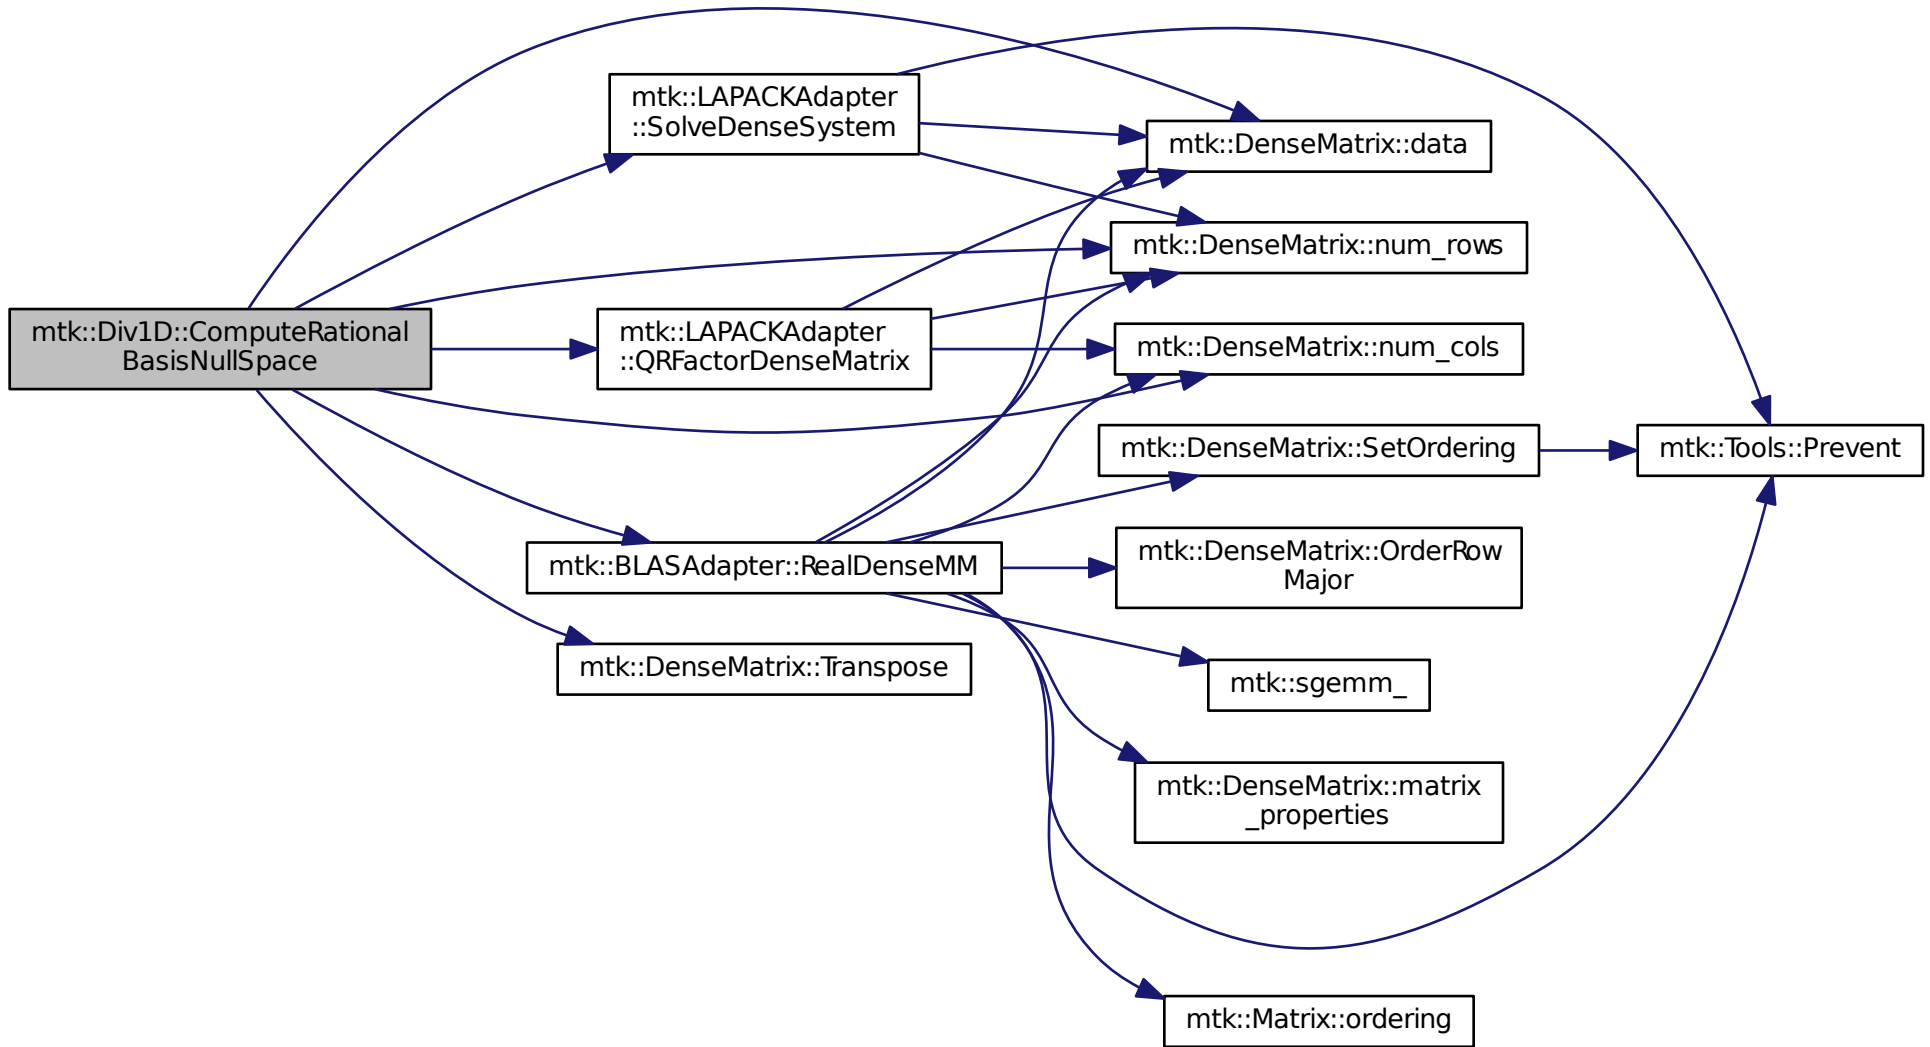 mtk::Div1D::ComputeRational
BasisNullSpace
mtk::LAPACKAdapter
::SolveDenseSystem
mtk::LAPACKAdapter
::QRFactorDenseMatrix
mtk::BLASAdapter::RealDenseMM
mtk::DenseMatrix::Transpose
mtk::DenseMatrix::data
mtk::DenseMatrix::num_rows
mtk::DenseMatrix::num_cols
mtk::DenseMatrix::SetOrdering
mtk::DenseMatrix::OrderRow
Major
mtk::sgemm_
mtk::DenseMatrix::matrix
_properties
mtk::Matrix::ordering
mtk::Tools::Prevent